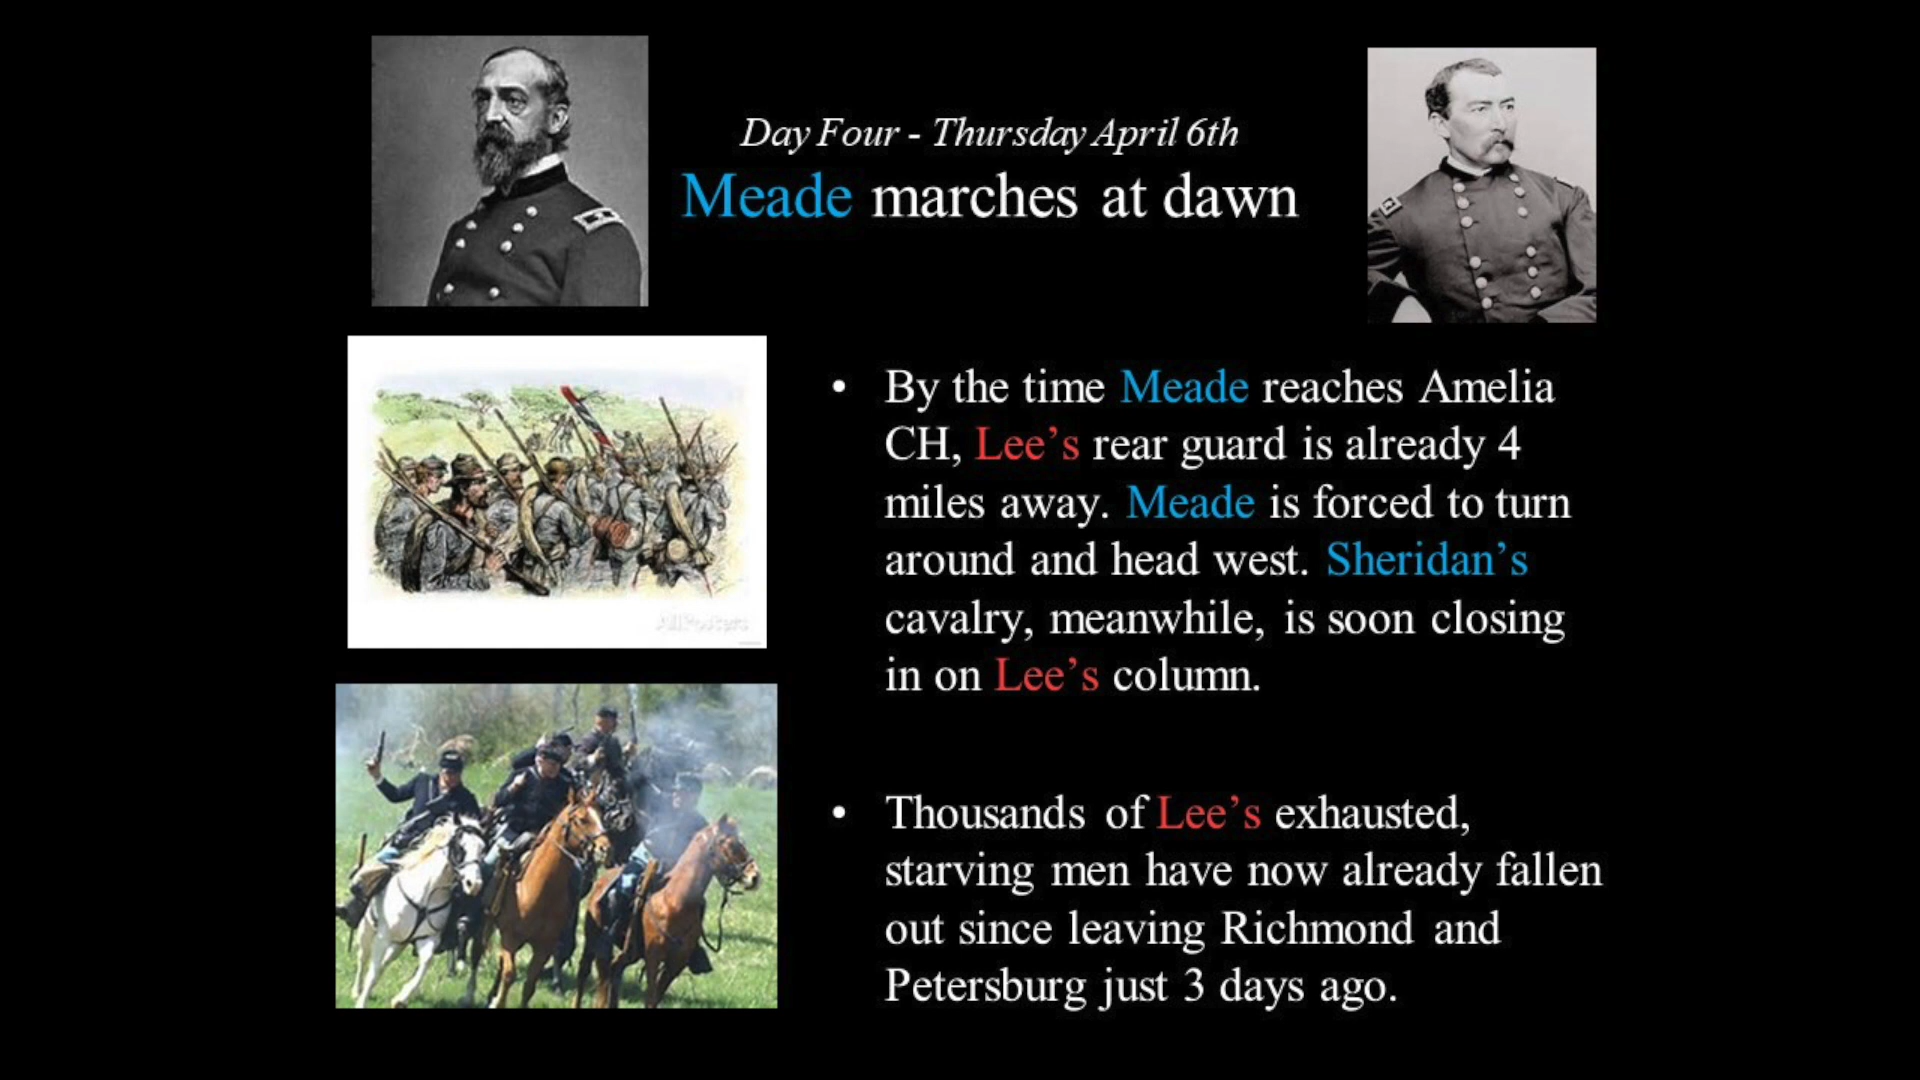 Day Four - Thursday April 6th
Meade marches at dawn
• By the time Meade reaches Amelia
CH, Lee’s rear guard is already 4
miles away. Meade is forced to turn
around and head west. Sheridan’s
cavalry, meanwhile, is soon closing
in on Lee’s column.
AllPosters
• Thousands of Lee’s exhausted,
starving men have now already fallen
out since leaving Richmond and
Petersburg just 3 days ago.